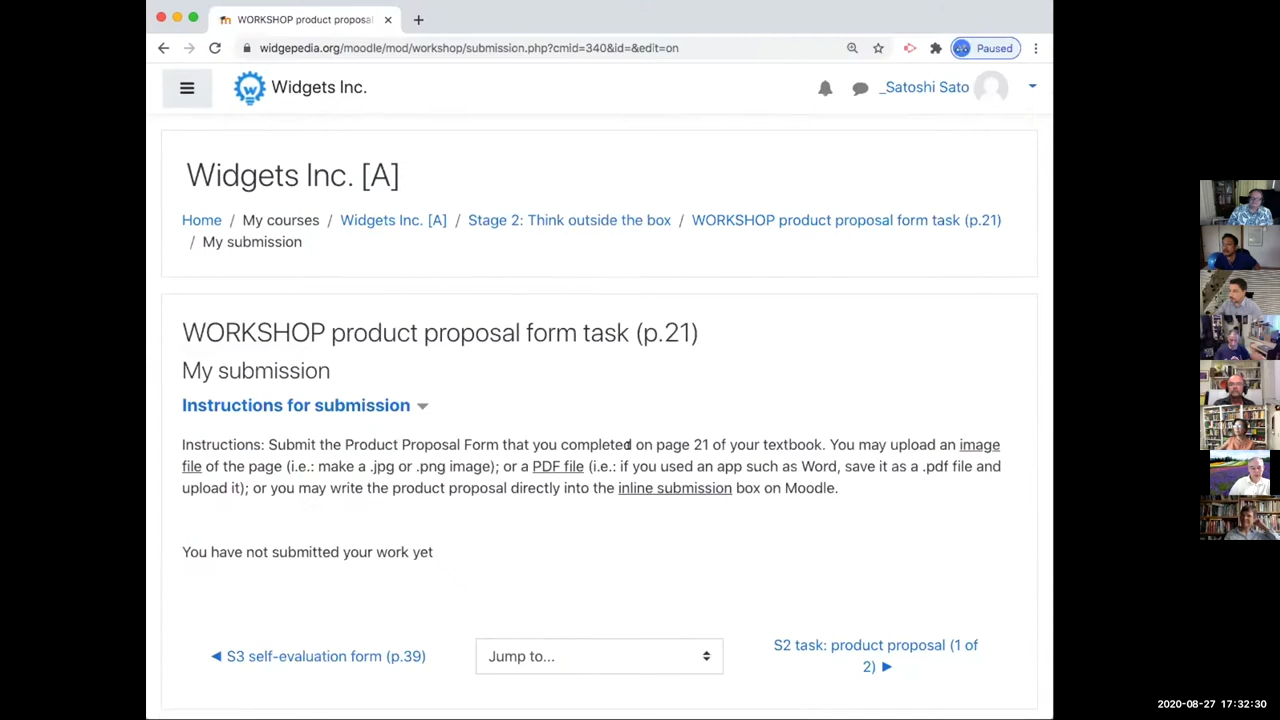 WORKSHOP product proposal
widgepedia.org/moodle/mod/workshop/submission.php?cmid=340&id=&edit=on
Paused
Widgets Inc.
_Satoshi Sato
Widgets Inc. [A]
Home / My courses / Widgets Inc. [A] / Stage 2: Think outside the box / WORKSHOP product proposal form task (p.21)
/ My submission
WORKSHOP product proposal form task (p.21)
My submission
Instructions for submission
Instructions: Submit the Product Proposal Form that you completed on page 21 of your textbook. You may upload an image
file of the page (i.e.: make a .jpg or .png image); or a PDF file (i.e.: if you used an app such as Word, save it as a .pdf file and
upload it); or you may write the product proposal directly into the inline submission box on Moodle.
You have not submitted your work yet
◀ S3 self-evaluation form (p.39)
Jump to...
S2 task: product proposal (1 of
2) ▶
2020-08-27 17:32:30